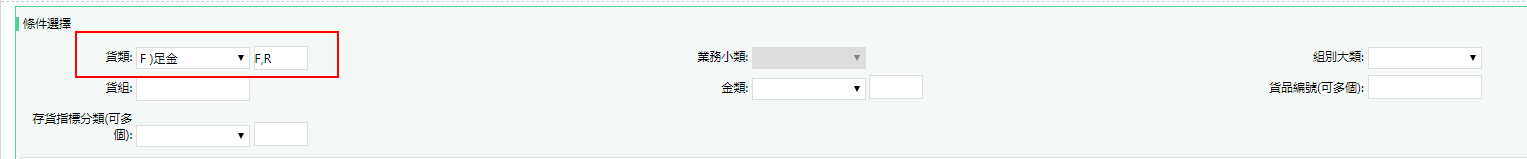 條件選擇
貨類: F )足金 F,R 業務小類: 組別大類:
貨組: 金類: 貨品編號(可多個):
存貨指標分類(可多
個):